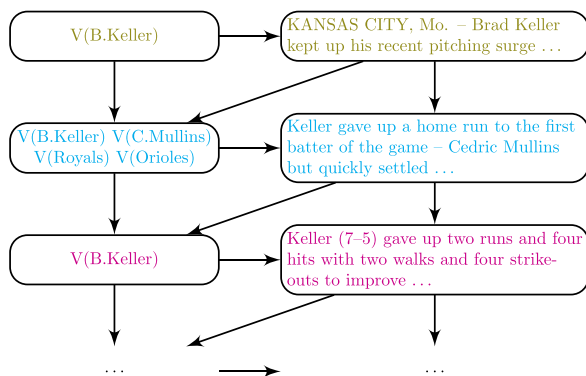 V(B.Keller)
KANSAS CITY, Mo. – Brad Keller
kept up his recent pitching surge ...
V(B.Keller) V(C.Mullins)
V(Royals) V(Orioles)
Keller gave up a home run to the first
batter of the game – Cedric Mullins
but quickly settled ...
V(B.Keller)
Keller (7–5) gave up two runs and four
hits with two walks and four strike-
outs to improve ...
...
...